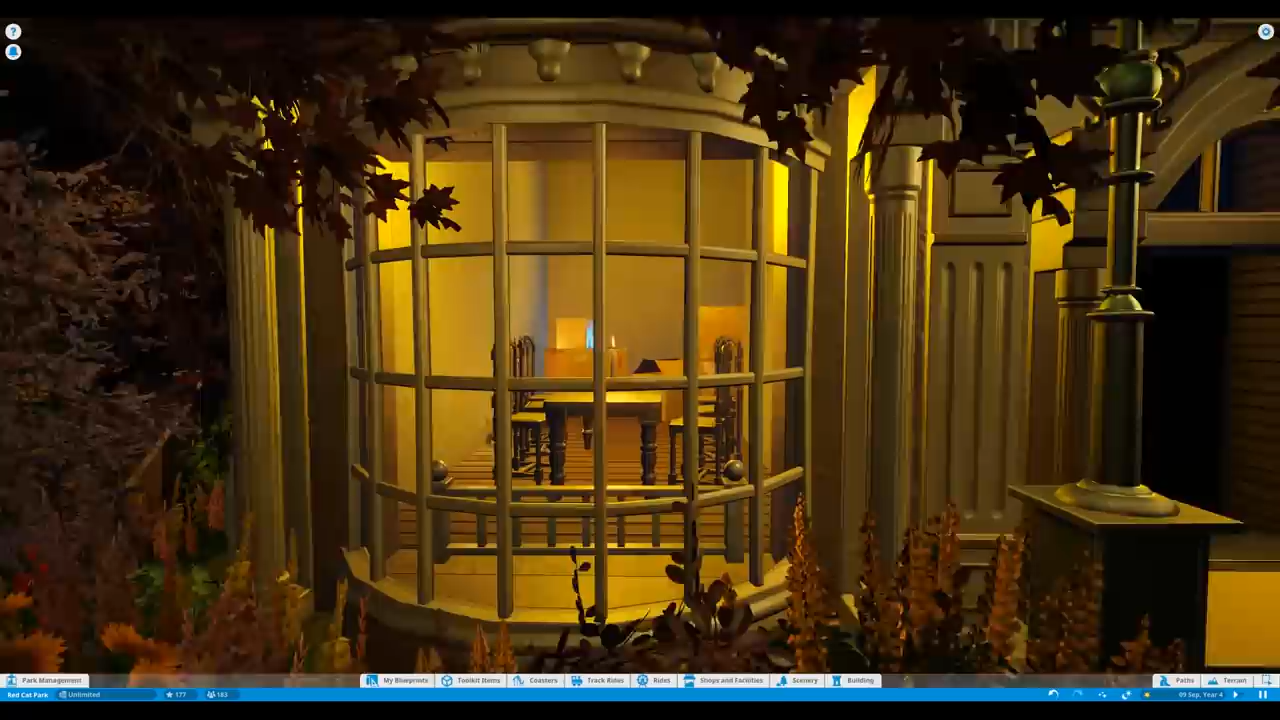 ?
Park Management
My Blueprints
Toolkit Items
Coasters
Track Rides
Rides
Shops and Facilities
Scenery
Building
Paths
Terrain
Red Cat Park
Unlimited
177
183
09 Sep, Year 4